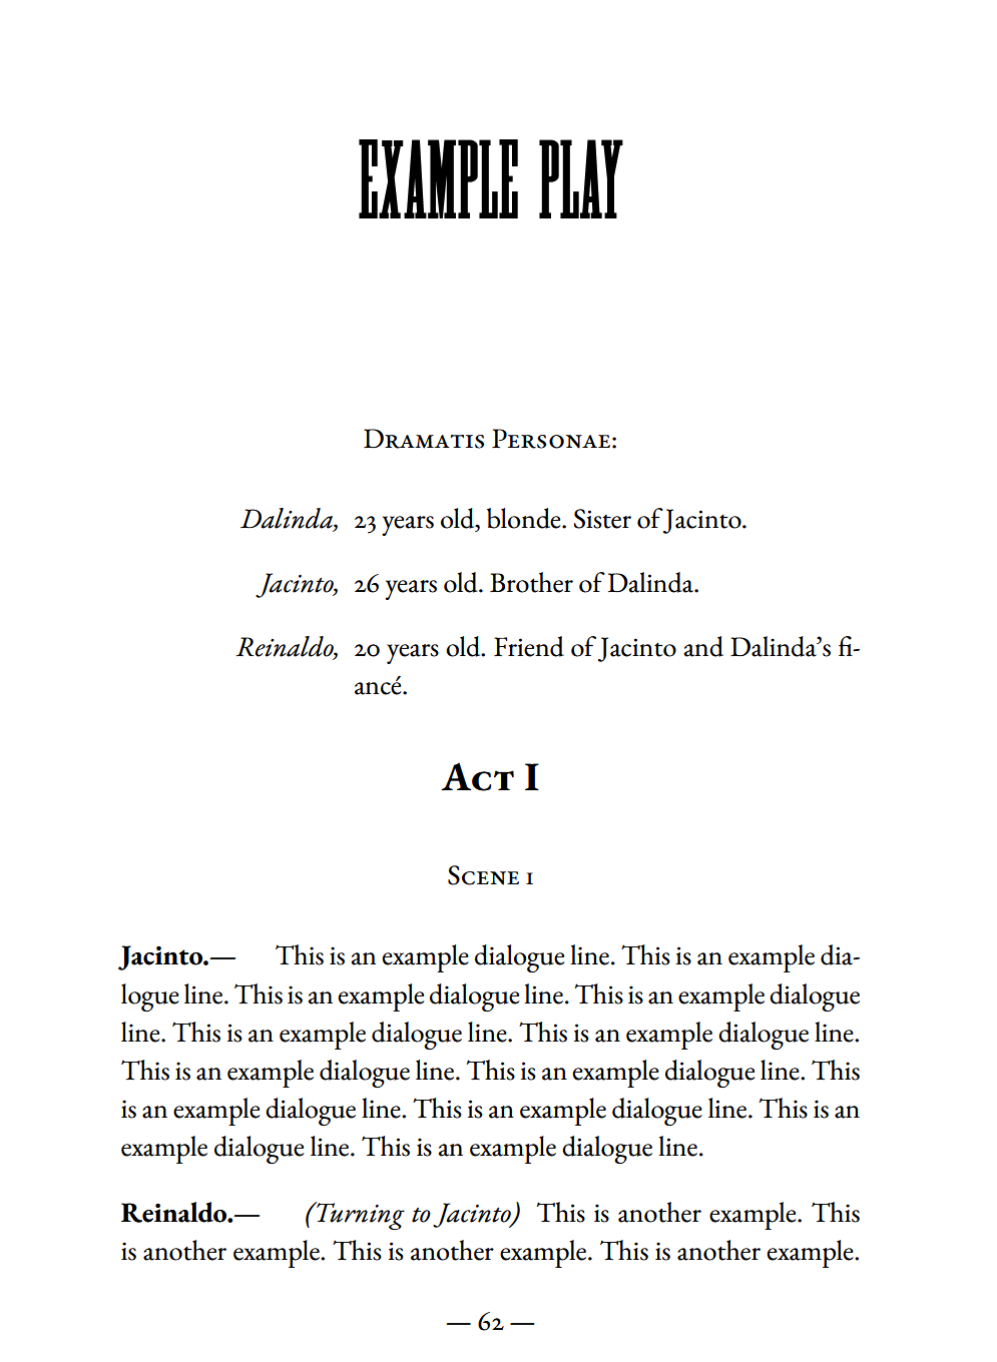 EXAMPLE PLAY
Dramatis Personae:
Dalinda, 23 years old, blonde. Sister of Jacinto.
Jacinto, 26 years old. Brother of Dalinda.
Reinaldo, 20 years old. Friend of Jacinto and Dalinda’s fi-
ancé.
Act I
Scene 1
Jacinto.— This is an example dialogue line. This is an example dia-
logue line. This is an example dialogue line. This is an example dialogue
line. This is an example dialogue line. This is an example dialogue line.
This is an example dialogue line. This is an example dialogue line. This
is an example dialogue line. This is an example dialogue line. This is an
example dialogue line. This is an example dialogue line.
Reinaldo.— (Turning to Jacinto) This is another example. This
is another example. This is another example. This is another example.
— 62 —